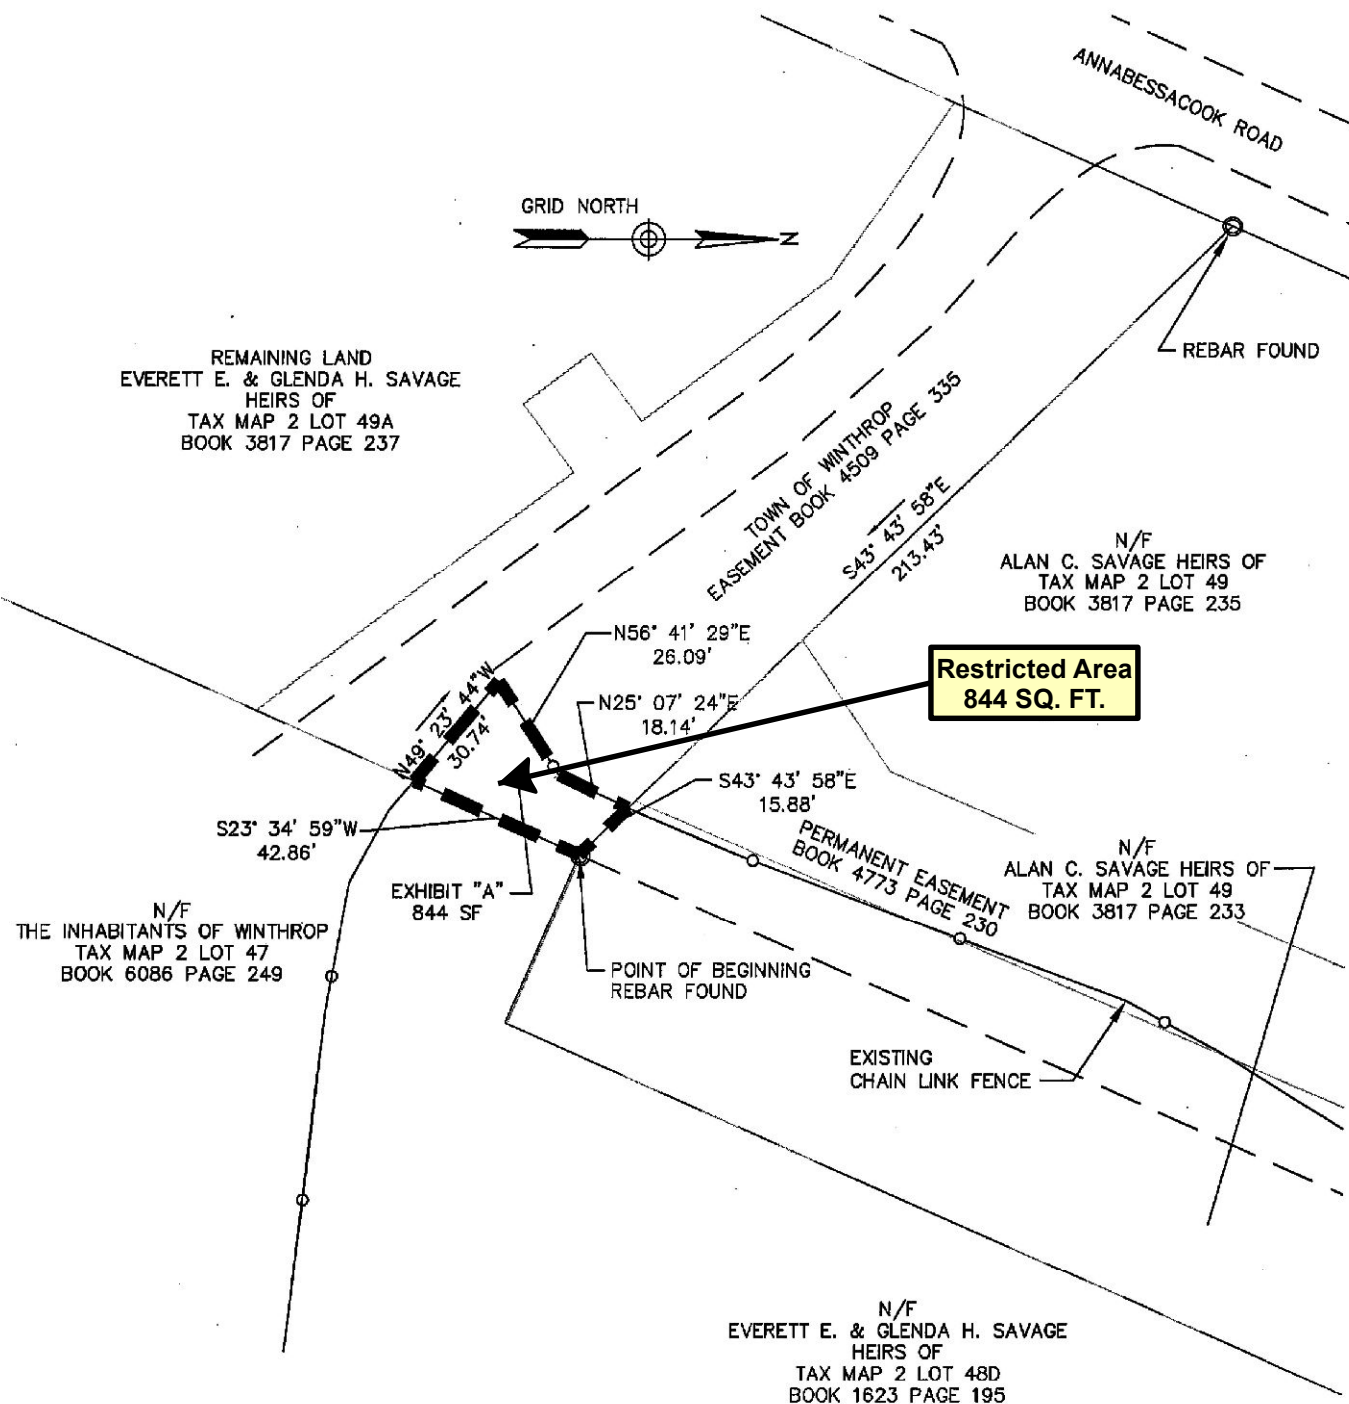 ANNABESSACOOK ROAD
GRID NORTH
N
REBAR FOUND
REMAINING LAND
EVERETT E. & GLENDA H. SAVAGE
HEIRS OF
TAX MAP 2 LOT 49A
BOOK 3817 PAGE 237
TOWN OF WINTHROP
EASEMENT BOOK 4509 PAGE 335
S43° 43' 58"E
213.43'
N/F
ALAN C. SAVAGE HEIRS OF
TAX MAP 2 LOT 49
BOOK 3817 PAGE 235
N56° 41' 29"E
26.09'
Restricted Area
844 SQ. FT.
N49° 23' 44"W
30.74'
N25° 07' 24"E
18.14'
S43° 43' 58"E
15.88'
S23° 34' 59"W
42.86'
EXHIBIT "A"
844 SF
PERMANENT EASEMENT
BOOK 4773 PAGE 230
N/F
ALAN C. SAVAGE HEIRS OF
TAX MAP 2 LOT 49
BOOK 3817 PAGE 233
N/F
THE INHABITANTS OF WINTHROP
TAX MAP 2 LOT 47
BOOK 6086 PAGE 249
POINT OF BEGINNING
REBAR FOUND
EXISTING
CHAIN LINK FENCE
N/F
EVERETT E. & GLENDA H. SAVAGE
HEIRS OF
TAX MAP 2 LOT 48D
BOOK 1623 PAGE 195